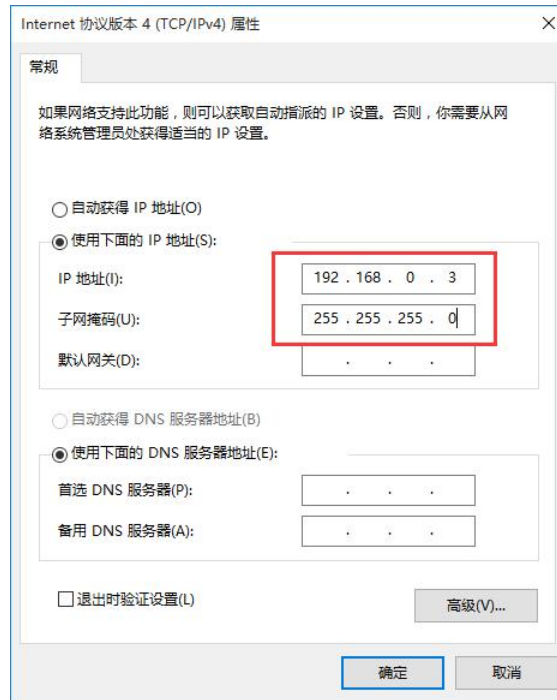 Internet 协议版本 4 (TCP/IPv4) 属性
常规
如果网络支持此功能，则可以获取自动指派的 IP 设置。否则，你需要从网
络系统管理员处获得适当的 IP 设置。
自动获得 IP 地址(O)
使用下面的 IP 地址(S):
IP 地址(I): 192 . 168 . 0 . 3
子网掩码(U): 255 . 255 . 255 . 0
默认网关(D): . . .
自动获得 DNS 服务器地址(B)
使用下面的 DNS 服务器地址(E):
首选 DNS 服务器(P): . . .
备用 DNS 服务器(A): . . .
退出时验证设置(L)
高级(V)...
确定 取消